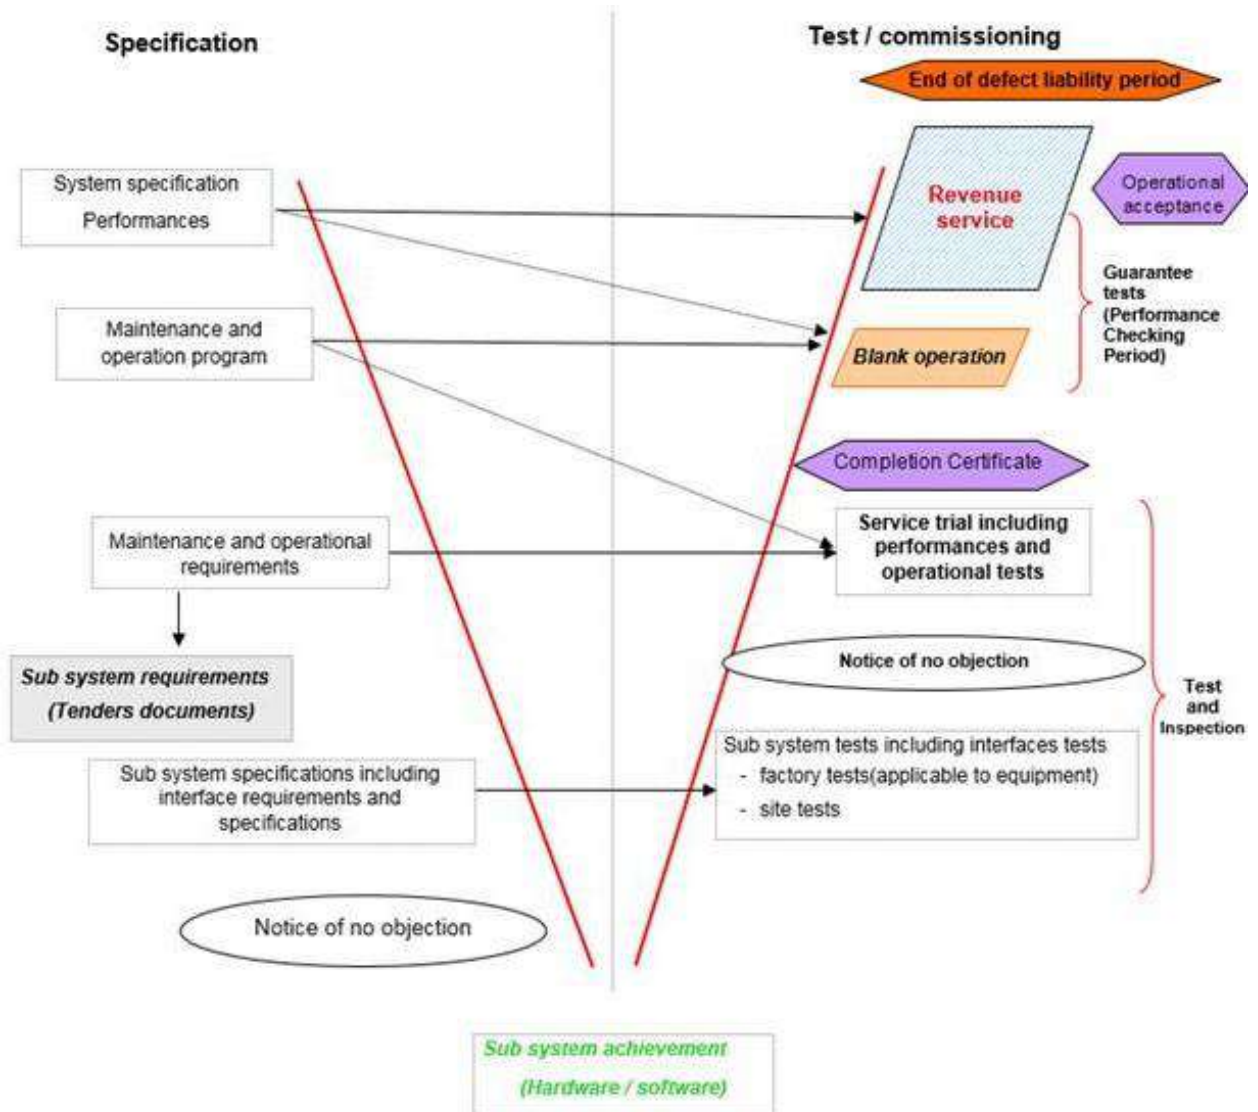 Specification
Test / commissioning
End of defect liability period
System specification
Performances
Revenue
service
Operational
acceptance
Guarantee
tests
(Performance
Checking
Period)
Maintenance and
operation program
Blank operation
Completion Certificate
Maintenance and operational
requirements
Service trial including
performances and
operational tests
Notice of no objection
Sub system requirements
(Tenders documents)
Test
and
Inspection
Sub system tests including interfaces tests
- factory tests(applicable to equipment)
- site tests
Sub system specifications including
interface requirements and
specifications
Notice of no objection
Sub system achievement
(Hardware / software)